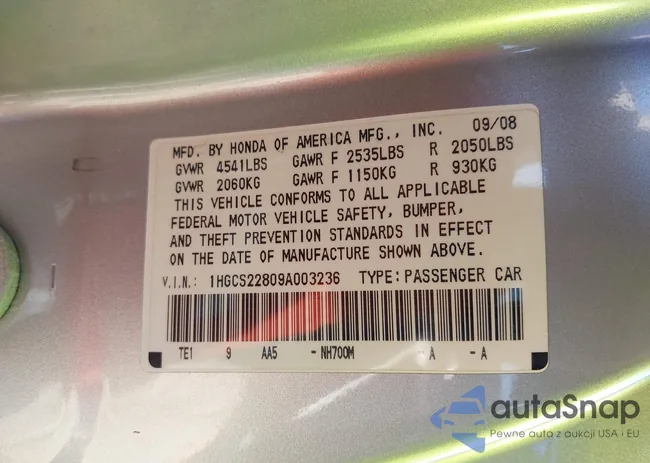 MFD. BY HONDA OF AMERICA MFG., INC. 09/08
GVWR 4541LBS GAWR F 2535LBS R 2050LBS
GVWR 2060KG GAWR F 1150KG R 930KG
THIS VEHICLE CONFORMS TO ALL APPLICABLE
FEDERAL MOTOR VEHICLE SAFETY, BUMPER,
AND THEFT PREVENTION STANDARDS IN EFFECT
ON THE DATE OF MANUFACTURE SHOWN ABOVE.
V.I.N.: 1HGCS22809A003236 TYPE: PASSENGER CAR
TE1 9 AA5 - NH700M - A - A
autaSnap
Pewne auta z aukcji USA i EU